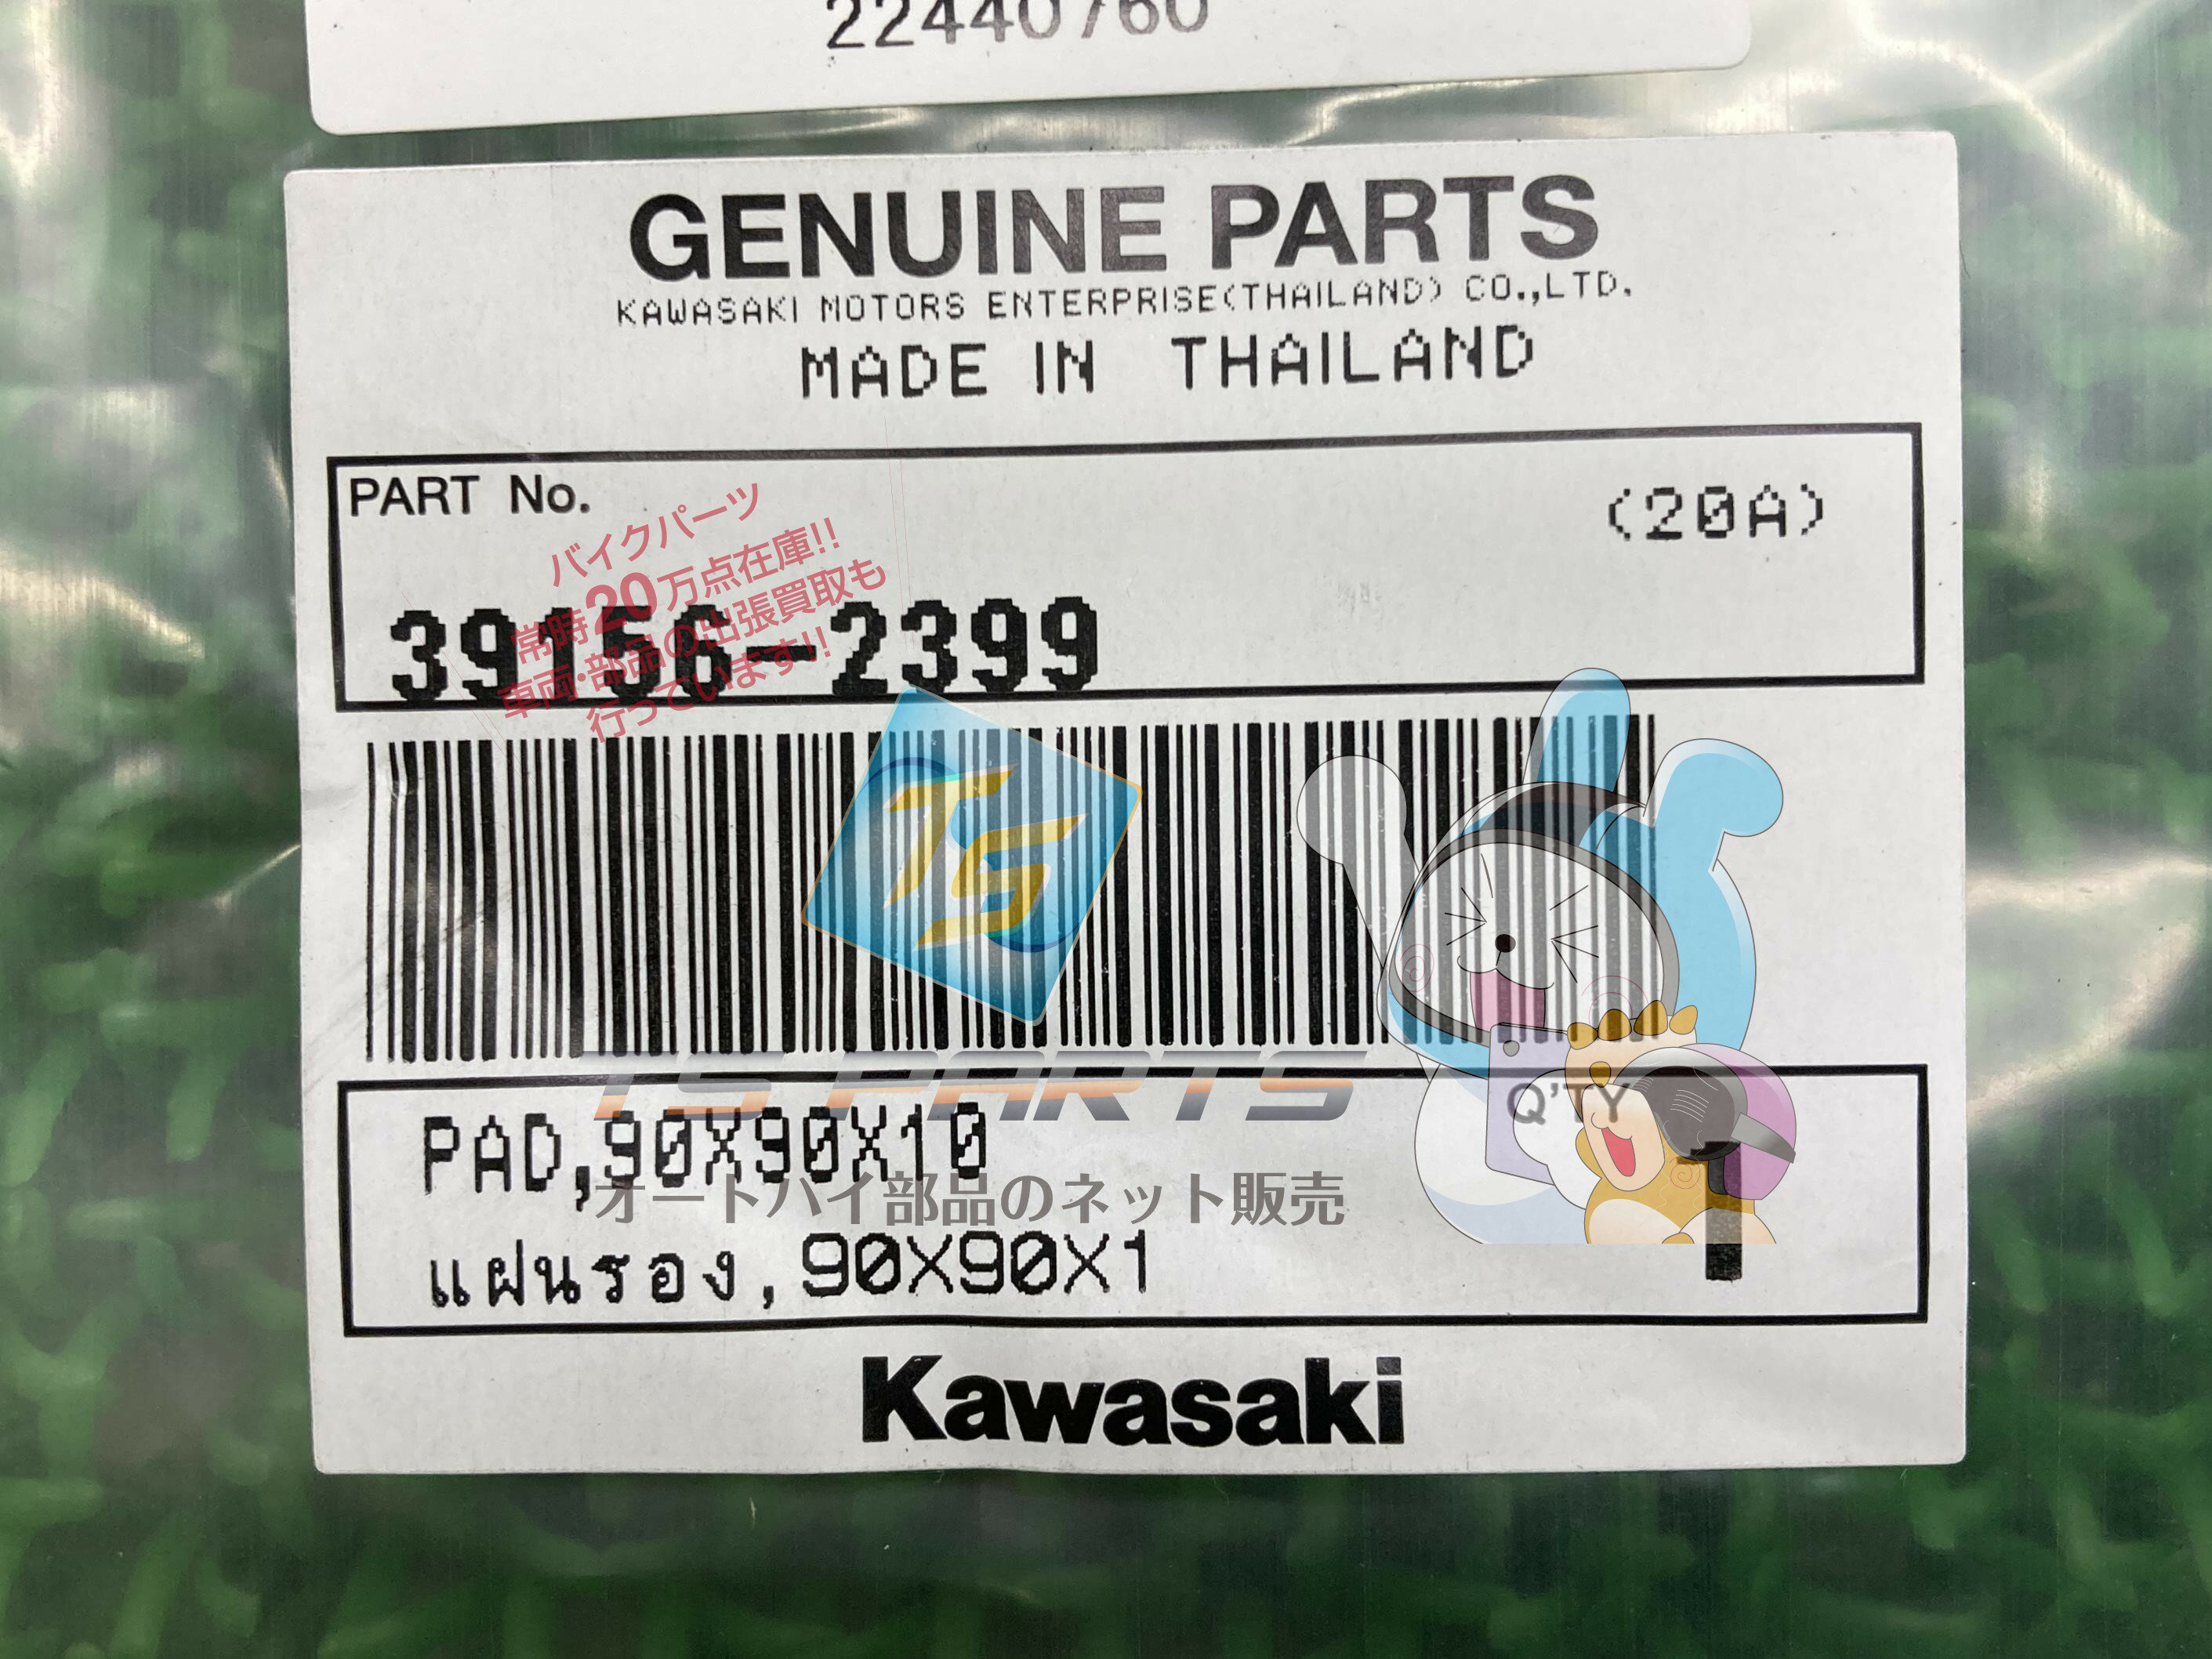 22440760
GENUINE PARTS
KAWASAKI MOTORS ENTERPRISE(THAILAND) CO.,LTD.
MADE IN THAILAND
PART No.
(20A)
バイクパーツ
常時20万点在庫!!
車両・部品の出張買取も
行っています!!
39156-2399
TS
TS PARTS
Q'TY
PAD,90X90X10
1
オートバイ部品のネット販売
แผ่นรอง,90X90X1
Kawasaki